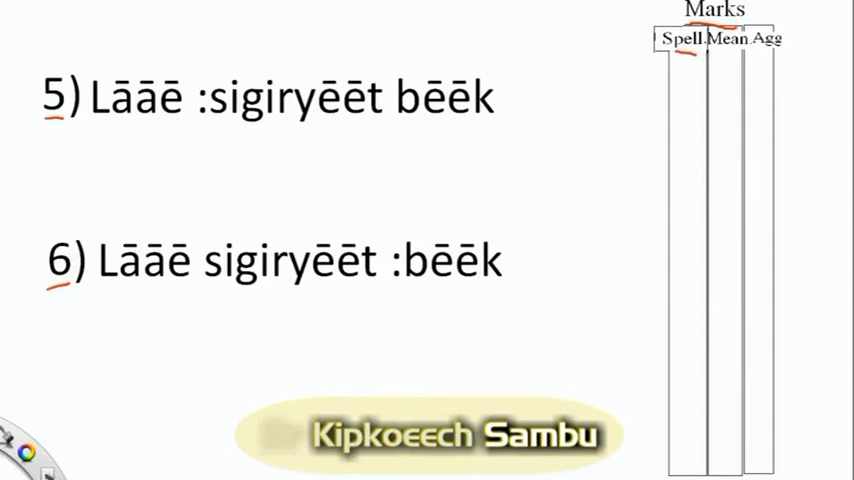 Marks
Spell. Mean. Agg
5) Lāāē :sigiryēēt bēēk
6) Lāāē sigiryēēt :bēēk
Kipkoeech Sambu